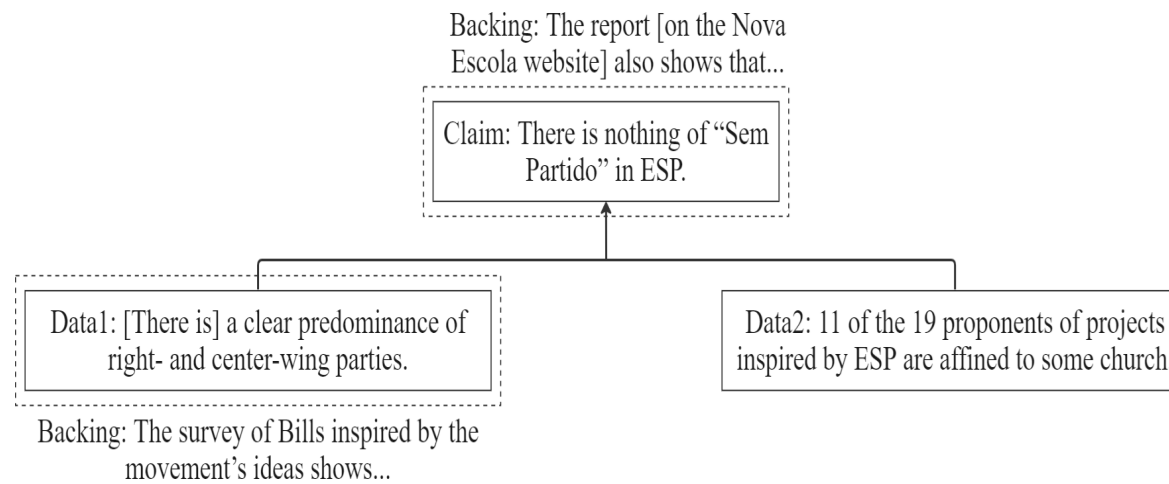 Backing: The report [on the Nova
Escola website] also shows that...
Claim: There is nothing of “Sem
Partido” in ESP.
Data1: [There is] a clear predominance of
right- and center-wing parties.
Data2: 11 of the 19 proponents of projects
inspired by ESP are affined to some church
Backing: The survey of Bills inspired by the
movement’s ideas shows...